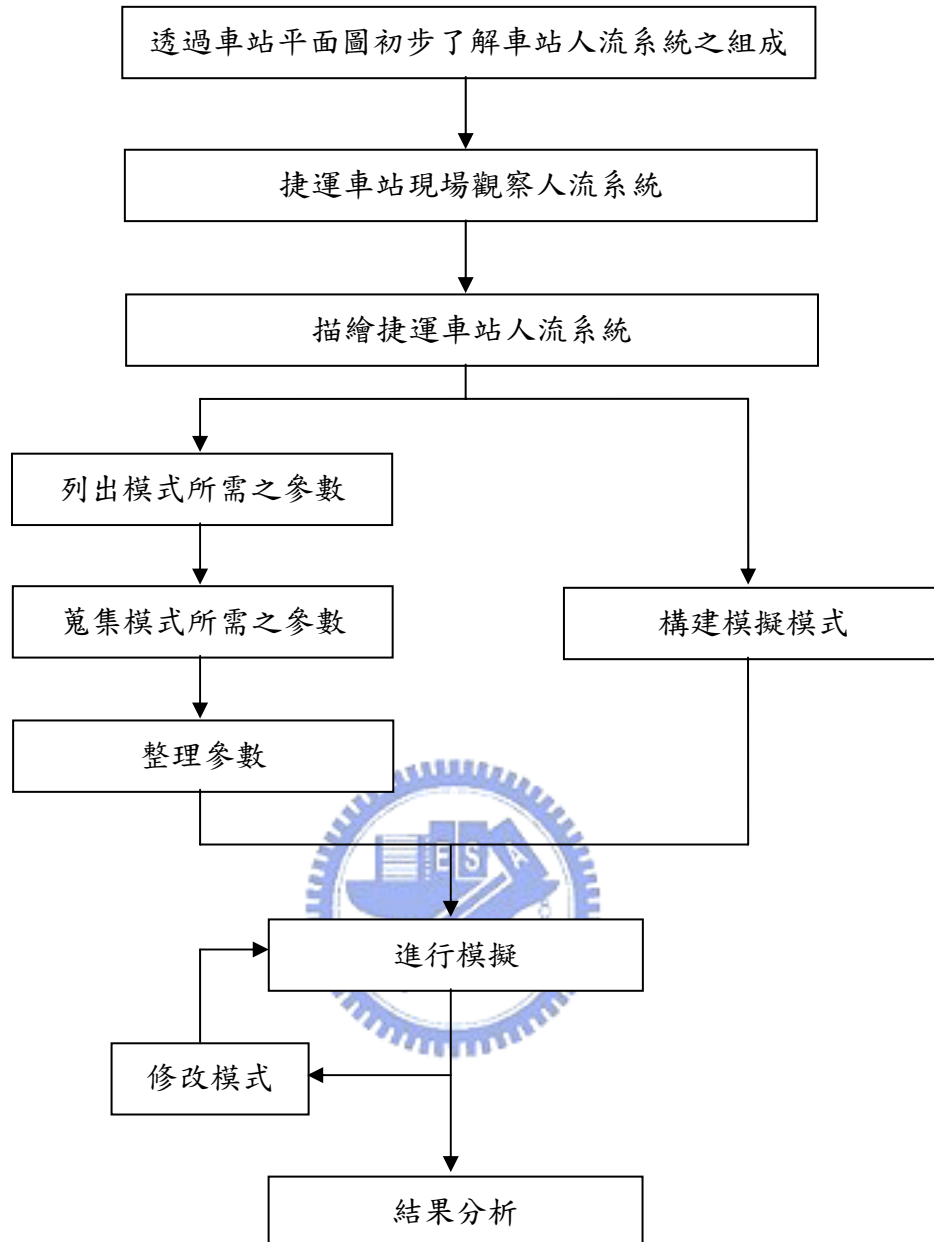 透過車站平面圖初步了解車站人流系統之組成
捷運車站現場觀察人流系統
描繪捷運車站人流系統
列出模式所需之參數
蒐集模式所需之參數
構建模擬模式
整理參數
E S A
進行模擬
修改模式
結果分析